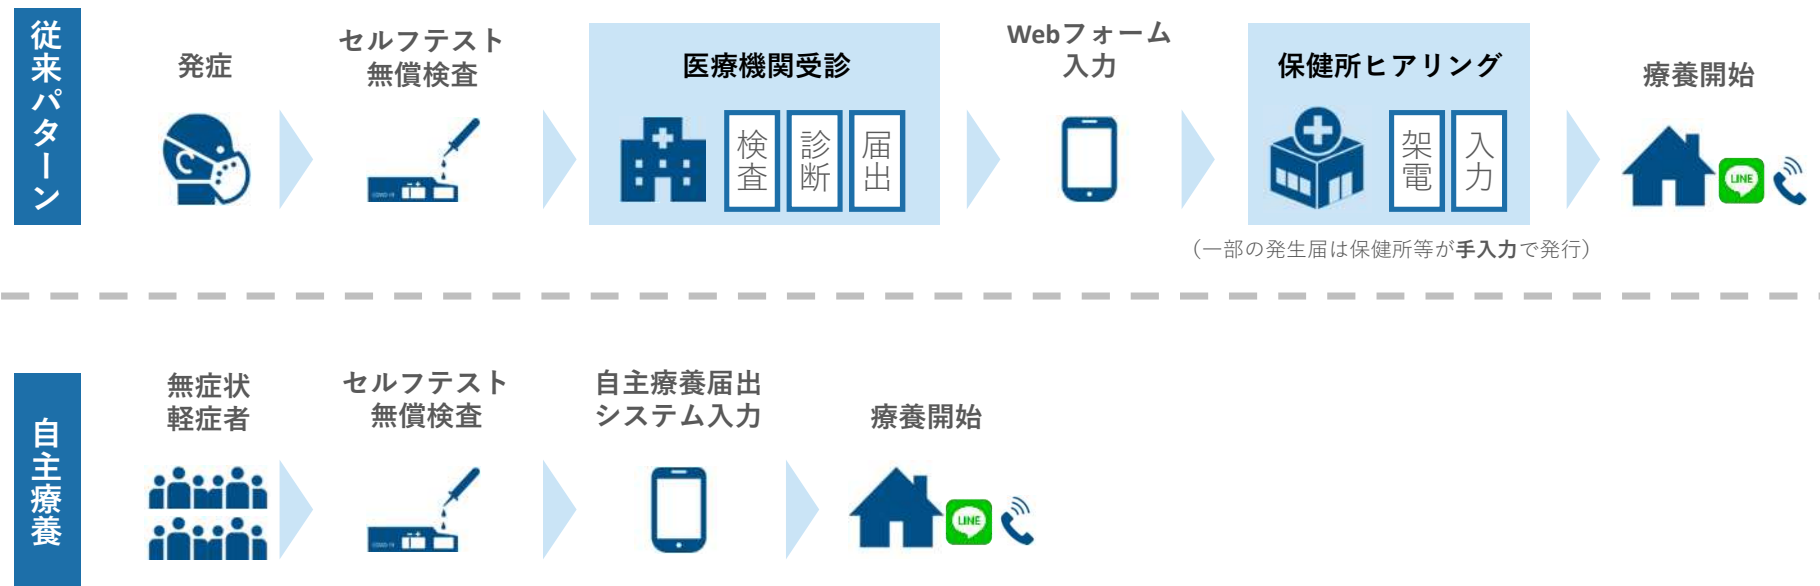 従来パターン
発症
セルフテスト
無償検査
医療機関受診
検査
診断
届出
Webフォーム
入力
保健所ヒアリング
架電
入力
療養開始
LINE
（一部の発生届は保健所等が手入力で発行）
自主療養
無症状
軽症者
セルフテスト
無償検査
自主療養届出
システム入力
療養開始
LINE